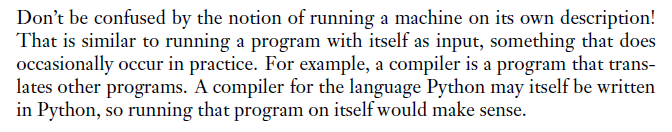 Don’t be confused by the notion of running a machine on its own description!
That is similar to running a program with itself as input, something that does
occasionally occur in practice. For example, a compiler is a program that trans-
lates other programs. A compiler for the language Python may itself be written
in Python, so running that program on itself would make sense.